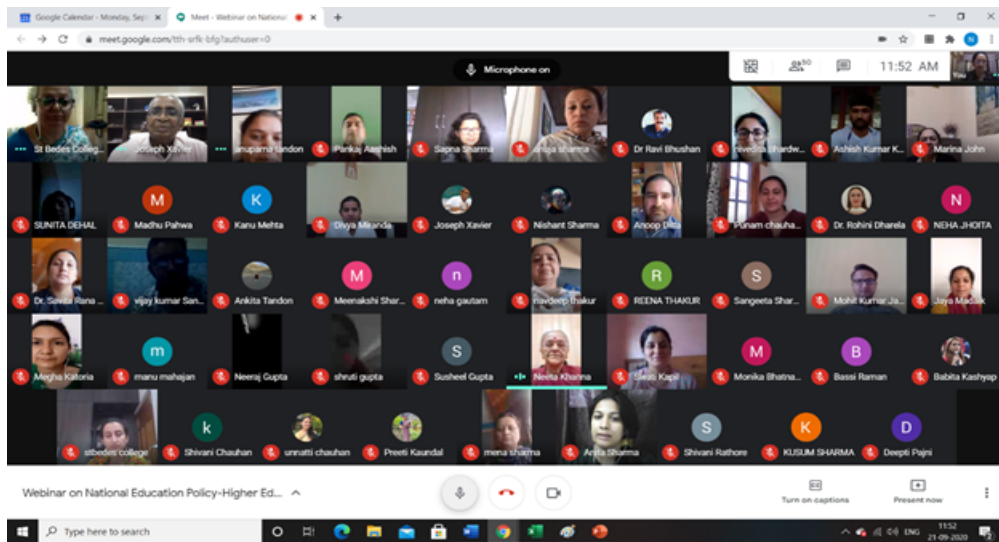 Google Calendar - Monday, Sept
Meet - Webinar on National
meet.google.com/tth-srfk-bfg?authuser=0
Microphone on
50
11:52 AM
You
St Bedes Colleg...
Joseph Xavier
anuparna tandon
Pankaj Aashish
Sapna Sharma
anuja sharma
Dr Ravi Bhushan
nivedita Bhardw...
Ashish Kumar K...
Marina John
SUNITA DEHAL
M
Madhu Pahwa
K
Kanu Mehta
Divya Miranda
Joseph Xavier
Nishant Sharma
Anoop Dutta
Punam chauha...
Dr. Rohini Dharela
N
NEHA JHOITA
Dr. Savita Rana ...
vijay kumar San...
Ankita Tandon
M
Meenakshi Shar...
n
neha gautam
navdeep thakur
R
REENA THAKUR
S
Sangeeta Shar...
Mohit Kumar Ja...
Jaya Madaik
Megha Katoria
m
manu mahajan
Neeraj Gupta
shruti gupta
S
Susheel Gupta
Neeta Khanna
Swati Kapil
M
Monika Bhatna...
B
Bassi Raman
Babita Kashyap
stbedes college
k
Shivani Chauhan
unnatti chauhan
Preeti Kaundal
mena sharma
Anita Sharma
S
Shivani Rathore
K
KUSUM SHARMA
D
Deepti Pajni
Webinar on National Education Policy-Higher Ed...
Turn on captions
Present now
Type here to search
ENG
11:52
21-09-2020